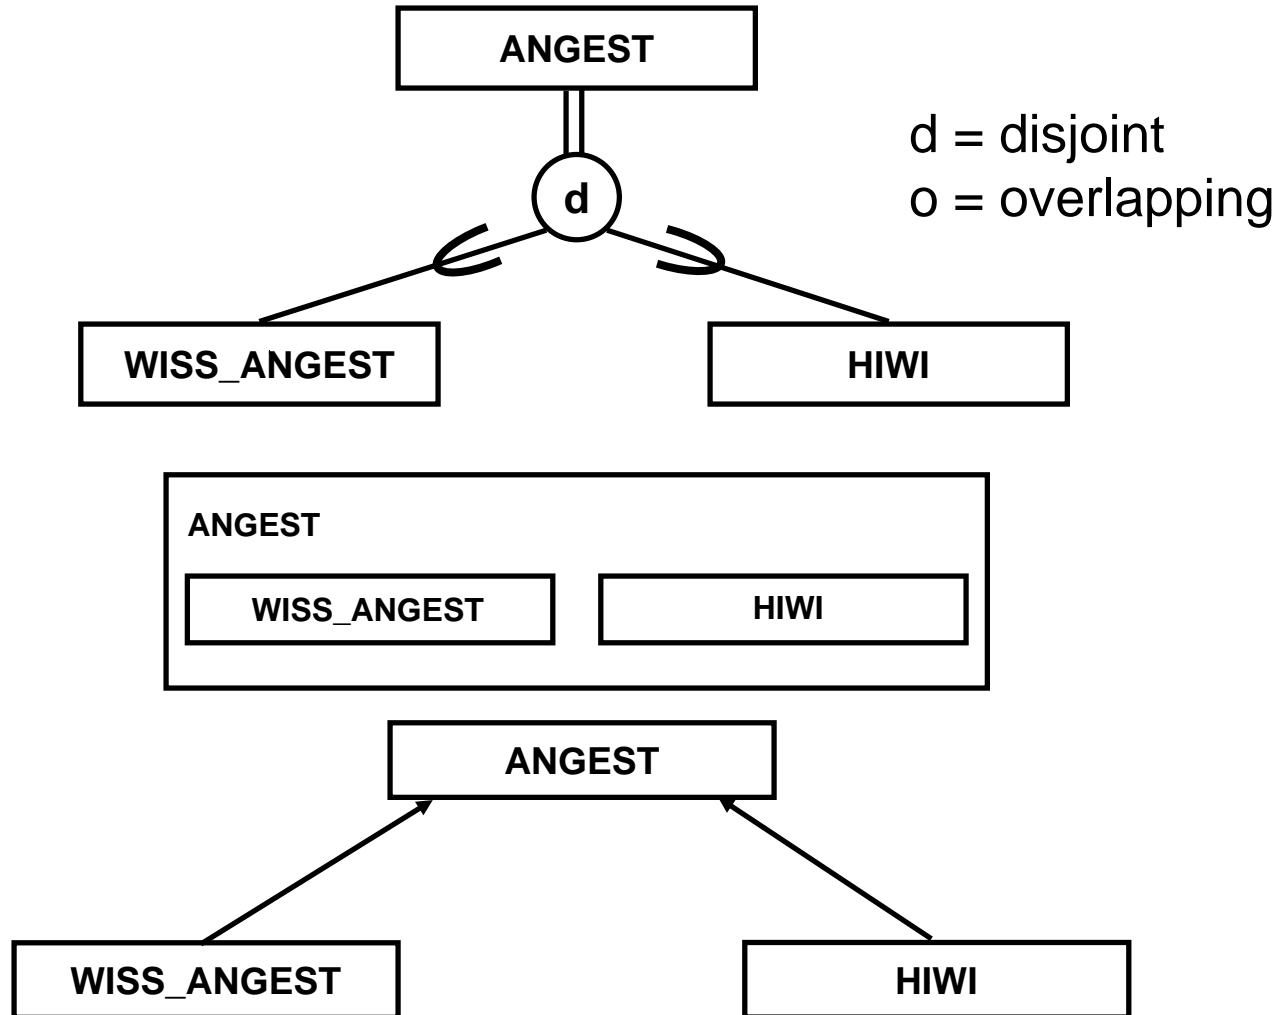 ANGEST
d = disjoint
o = overlapping
d
WISS_ANGEST
HIWI
ANGEST
WISS_ANGEST
HIWI
ANGEST
WISS_ANGEST
HIWI